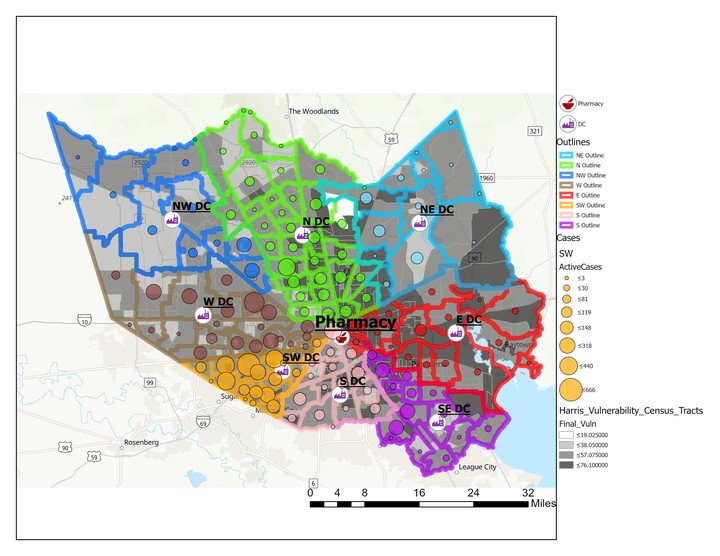 The Woodlands
59
321
2920
2920
1960
241
NW DC
N DC
NE DC
90
W DC
10
Pharmacy
E DC
Baytown
SW DC
S DC
SE DC
99
69
Rosenberg
90
59
League City
6
0 4 8 16 24 32
Miles
Pharmacy
DC
Outlines
NE Outline
N Outline
NW Outline
W Outline
E Outline
SW Outline
S Outline
S Outline
Cases
SW
ActiveCases
≤3
≤30
≤81
≤119
≤148
≤318
≤440
≤666
Harris_Vulnerability_Census_Tracts
Final_Vuln
≤19.025000
≤38.050000
≤57.075000
≤76.100000